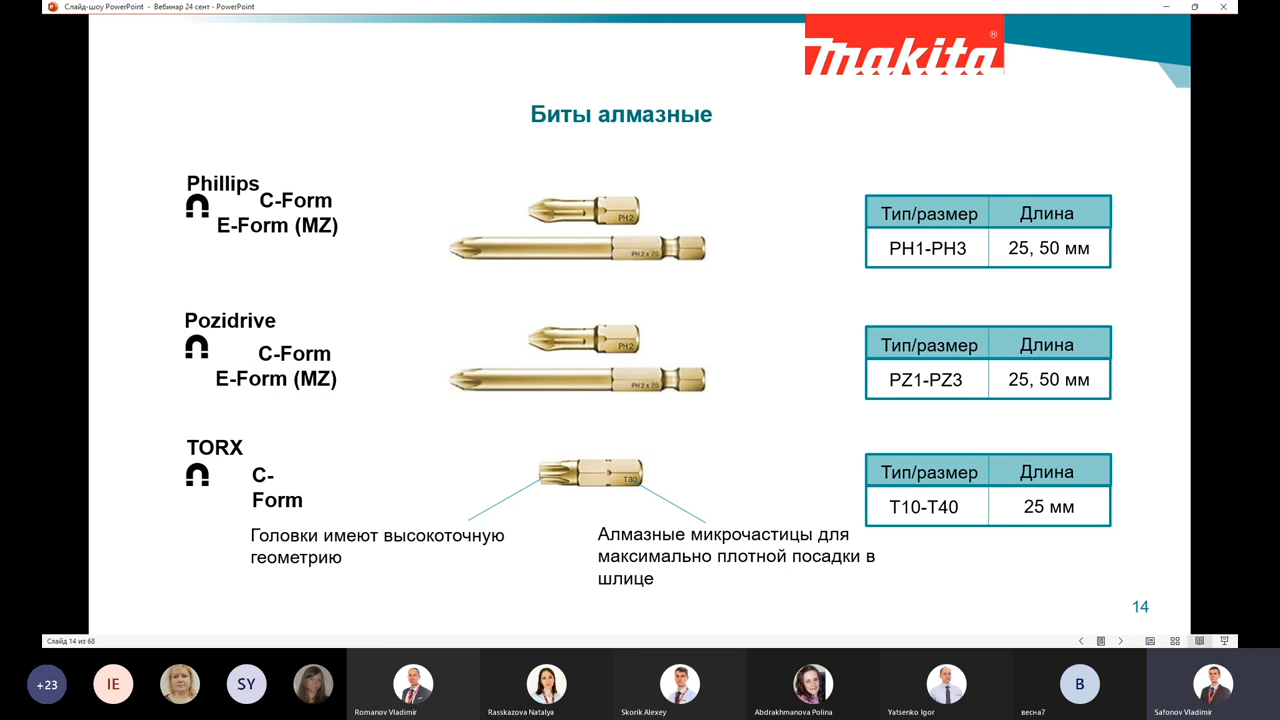 Слайд-шоу PowerPoint - Вебинар 24 сент - PowerPoint
makita®
Биты алмазные
Phillips
C-Form
E-Form (MZ)
PH2
PH2 x 70
Тип/размер Длина
PH1-PH3 25, 50 мм
Pozidrive
C-Form
E-Form (MZ)
PH2
PH2 x 70
Тип/размер Длина
PZ1-PZ3 25, 50 мм
TORX
C-
Form
T30
Тип/размер Длина
T10-T40 25 мм
Головки имеют высокоточную
геометрию
Алмазные микрочастицы для
максимально плотной посадки в
шлице
14
Слайд 14 из 68
+23 IE SY B
Romanov Vladimir Rasskazova Natalya Skorik Alexey Abdrakhmanova Polina Yatsenko Igor весна7 Safonov Vladimir